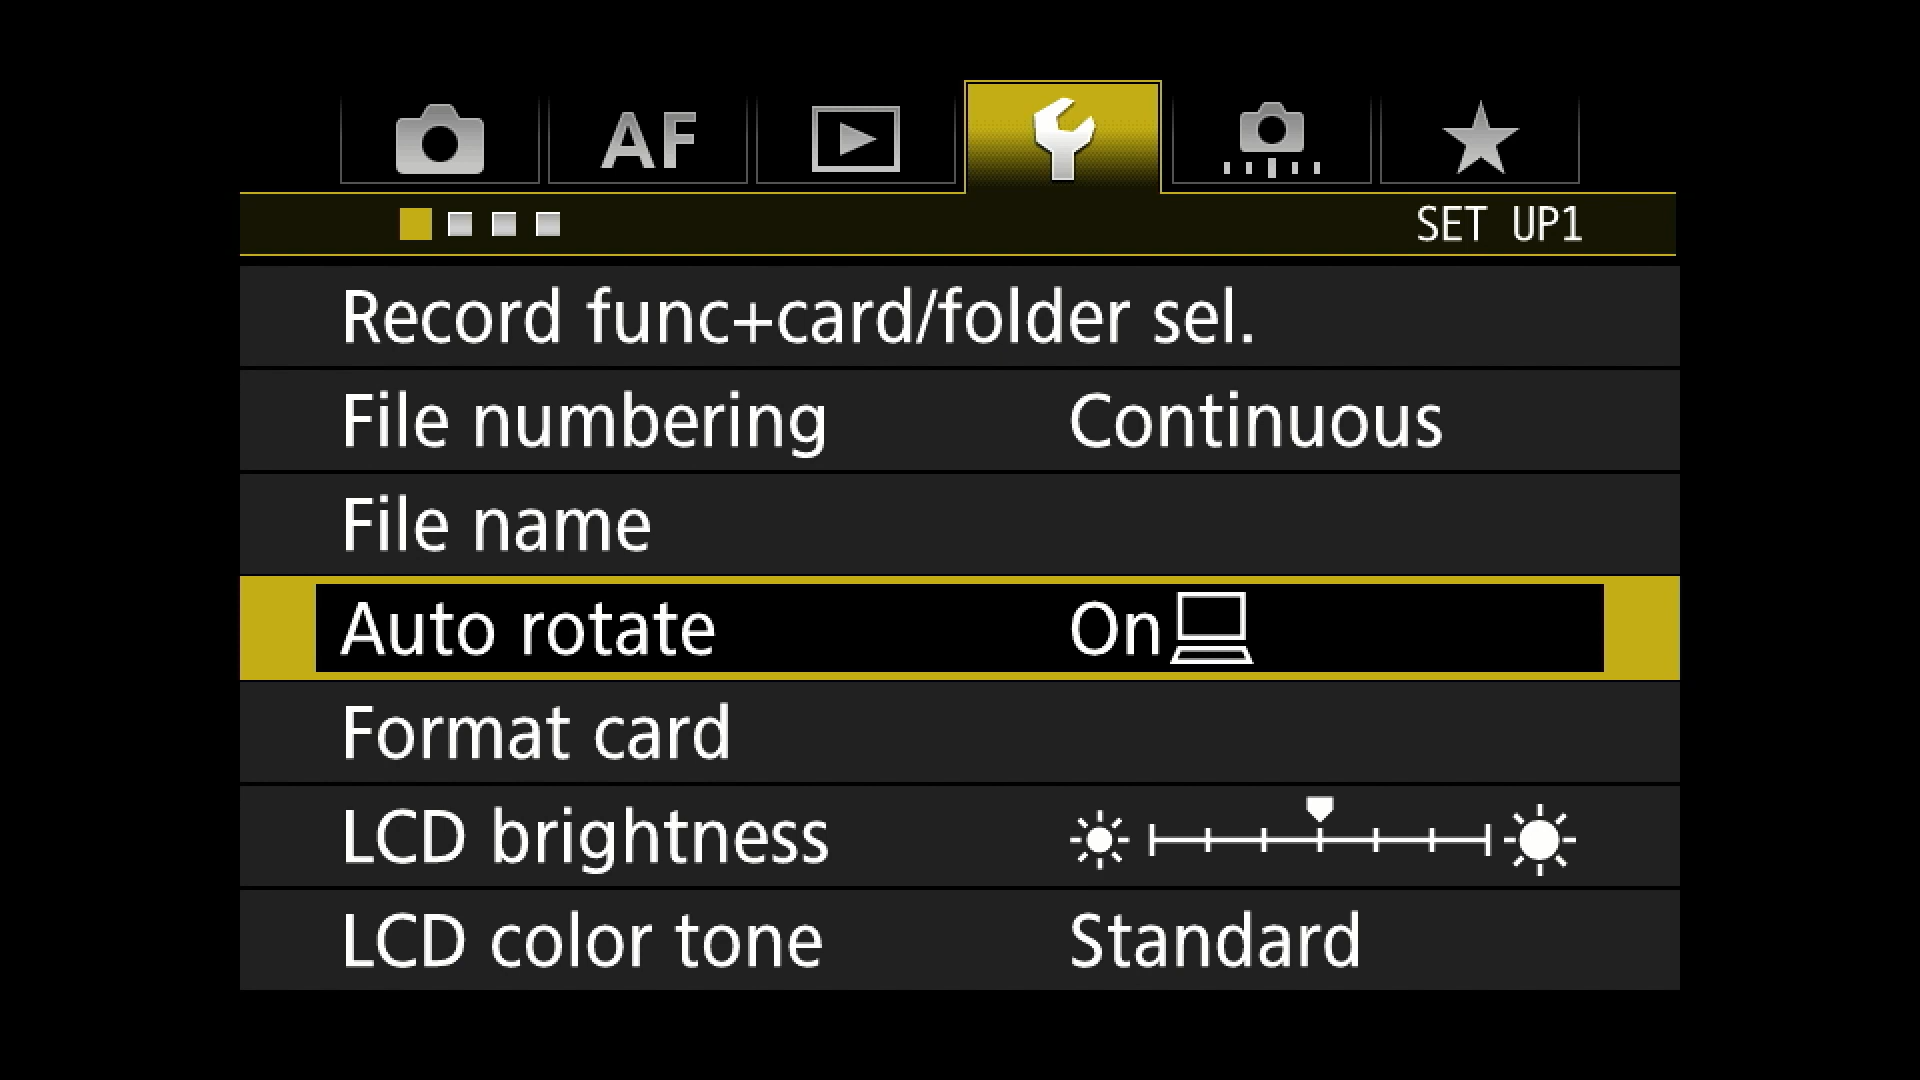 AF
SET UP1
Record func+card/folder sel.
File numbering Continuous
File name
Auto rotate On
Format card
LCD brightness
LCD color tone Standard